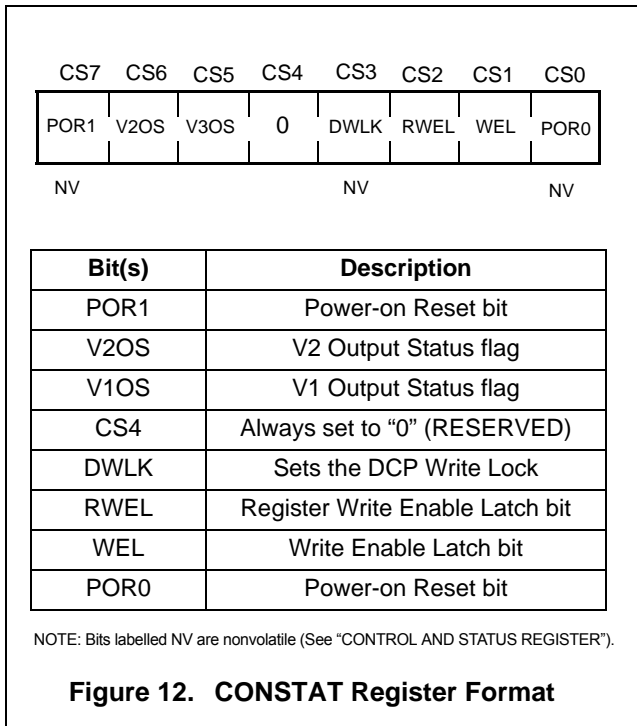 CS7 CS6 CS5 CS4 CS3 CS2 CS1 CS0
POR1 V2OS V3OS 0 DWLK RWEL WEL POR0
NV NV NV
Bit(s) Description
POR1 Power-on Reset bit
V2OS V2 Output Status flag
V1OS V1 Output Status flag
CS4 Always set to “0” (RESERVED)
DWLK Sets the DCP Write Lock
RWEL Register Write Enable Latch bit
WEL Write Enable Latch bit
POR0 Power-on Reset bit
NOTE: Bits labelled NV are nonvolatile (See “CONTROL AND STATUS REGISTER”).
Figure 12. CONSTAT Register Format